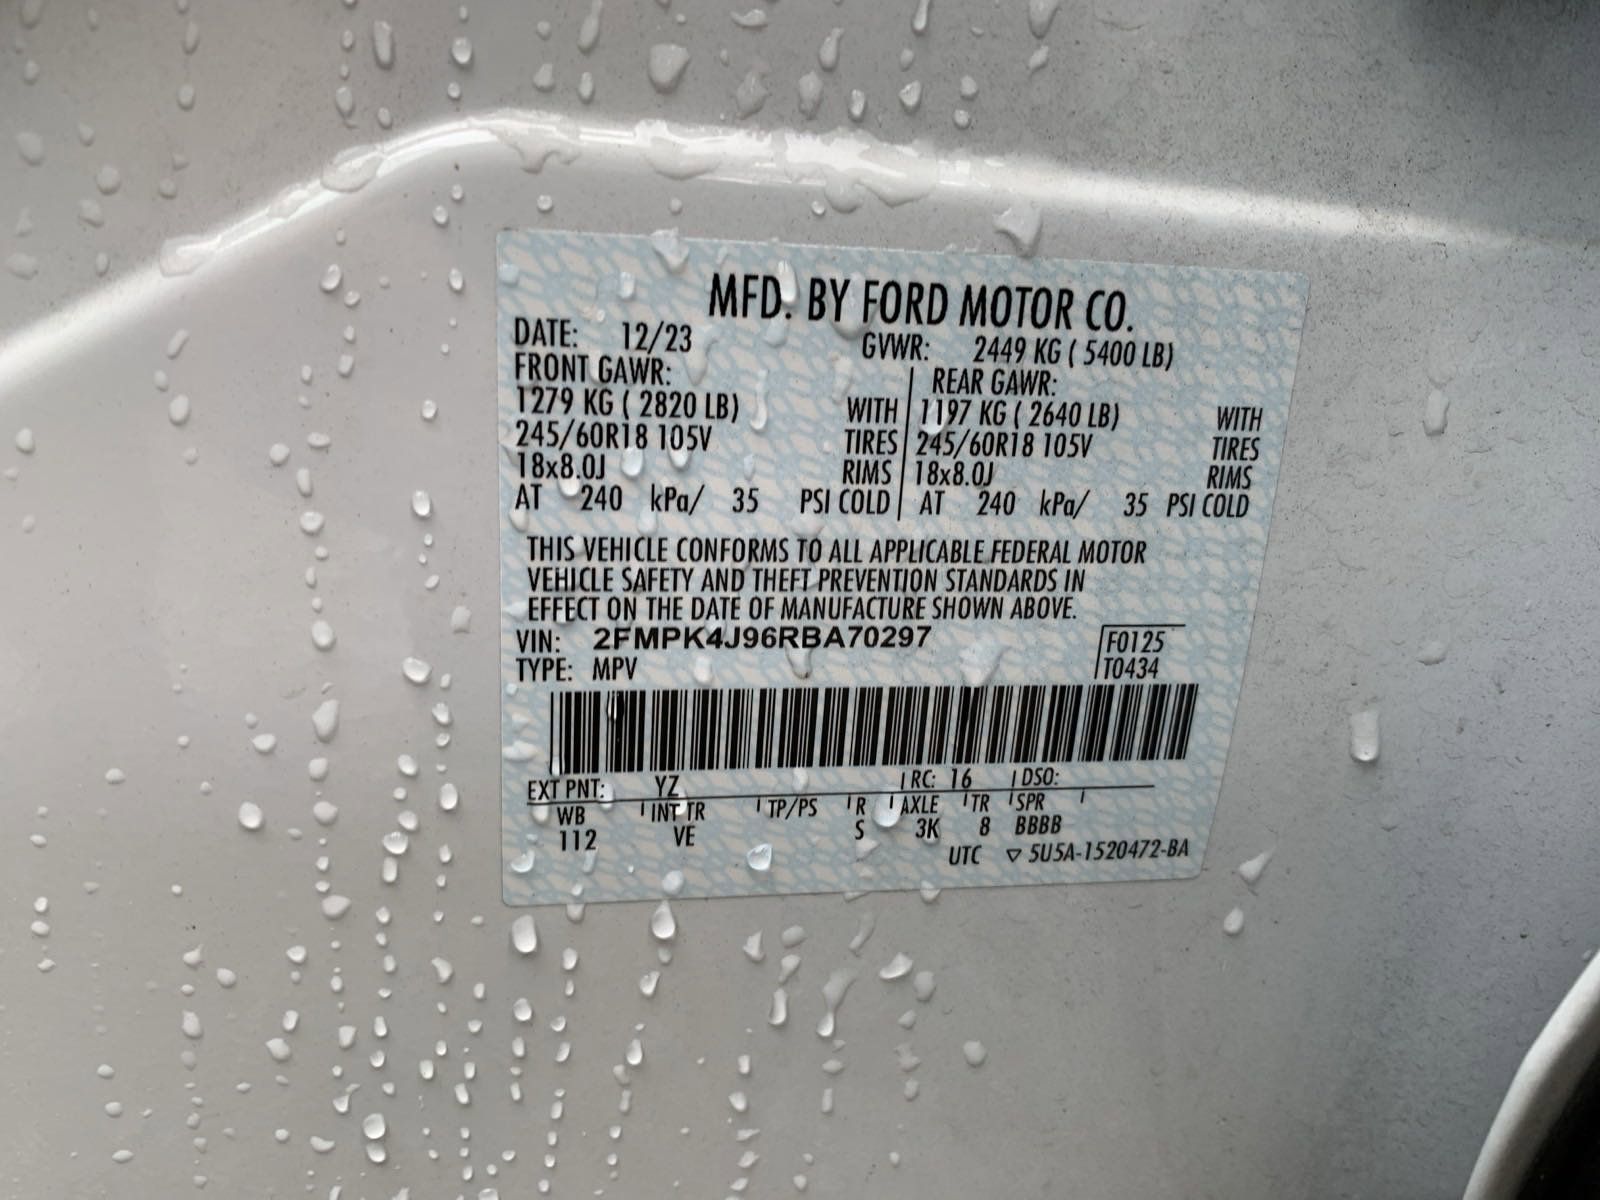 MFD. BY FORD MOTOR CO.
DATE: 12/23 GVWR: 2449 KG ( 5400 LB)
FRONT GAWR: REAR GAWR:
1279 KG ( 2820 LB) WITH 1197 KG ( 2640 LB) WITH
245/60R18 105V TIRES 245/60R18 105V TIRES
18x8.0J RIMS 18x8.0J RIMS
AT 240 kPa/ 35 PSI COLD AT 240 kPa/ 35 PSI COLD
THIS VEHICLE CONFORMS TO ALL APPLICABLE FEDERAL MOTOR
VEHICLE SAFETY AND THEFT PREVENTION STANDARDS IN
EFFECT ON THE DATE OF MANUFACTURE SHOWN ABOVE.
VIN: 2FMPK4J96RBA70297 F0125
TYPE: MPV T0434
EXT PNT: YZ RC: 16 DSO:
WB INT TR TP/PS R AXLE TR SPR
112 VE S 3K 8 BBBB
UTC ▽ 5U5A-1520472-BA